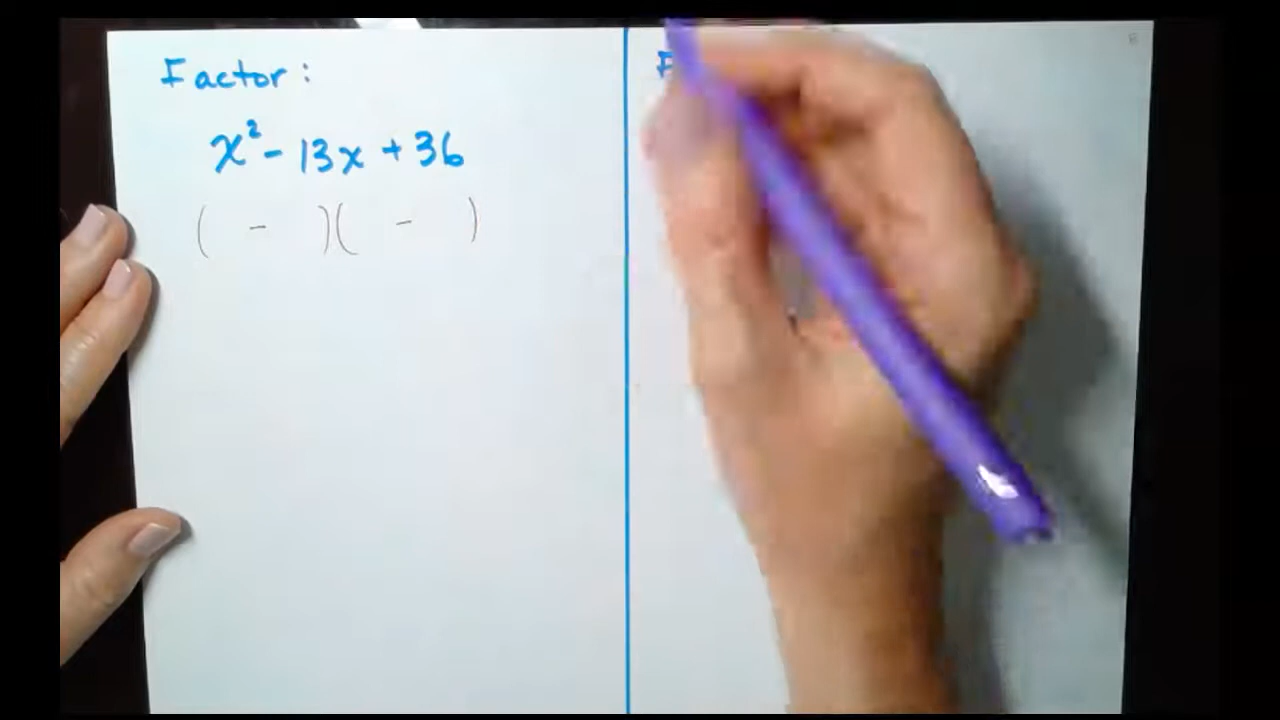 Factor:
x² - 13x + 36
( - )( - )
F